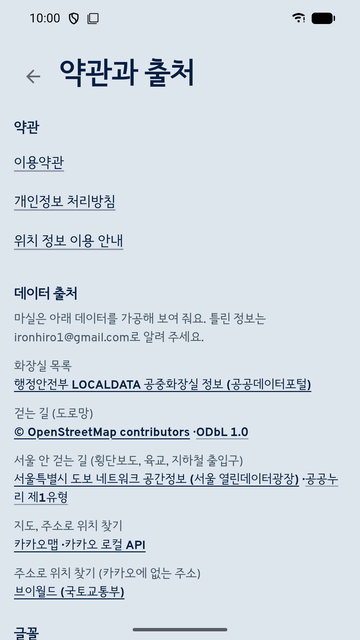 10:00
약관과 출처
약관
이용약관
개인정보 처리방침
위치 정보 이용 안내
데이터 출처
마실은 아래 데이터를 가공해 보여 줘요. 틀린 정보는
ironhiro1@gmail.com로 알려 주세요.
화장실 목록
행정안전부 LOCALDATA 공중화장실 정보 (공공데이터포털)
걷는 길 (도로망)
© OpenStreetMap contributors ·ODbL 1.0
서울 안 걷는 길 (횡단보도, 육교, 지하철 출입구)
서울특별시 도보 네트워크 공간정보 (서울 열린데이터광장) ·공공누
리 제1유형
지도, 주소로 위치 찾기
카카오맵 ·카카오 로컬 API
주소로 위치 찾기 (카카오에 없는 주소)
브이월드 (국토교통부)
글꼴